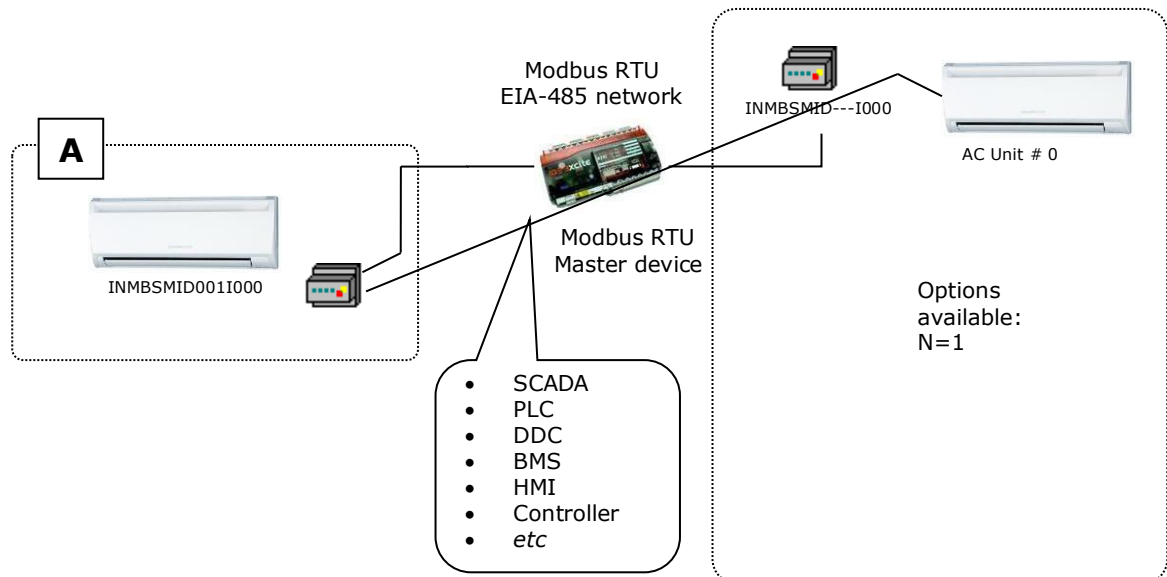 Modbus RTU
EIA-485 network
INMBSMID---I000
AC Unit # 0
A
INMBSMID001I000
Modbus RTU
Master device
Options
available:
N=1
• SCADA
• PLC
• DDC
• BMS
• HMI
• Controller
• etc